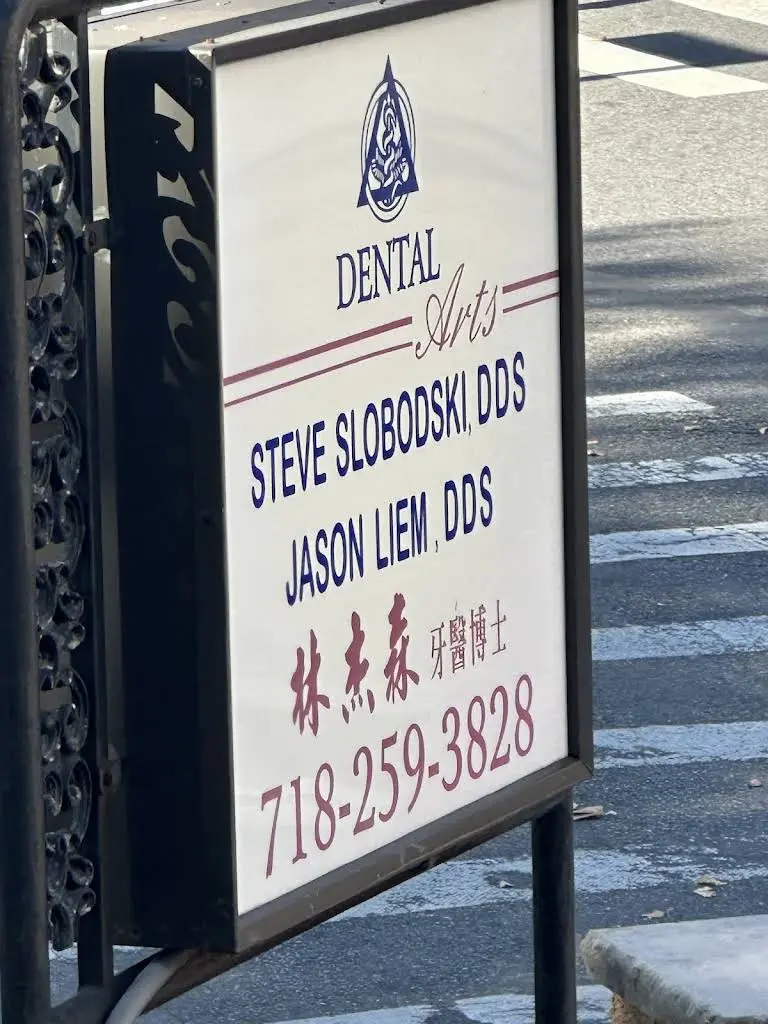 DENTAL
Arts
STEVE SLOBODSKI, DDS
JASON LIEM, DDS
林杰森 牙醫博士
718-259-3828